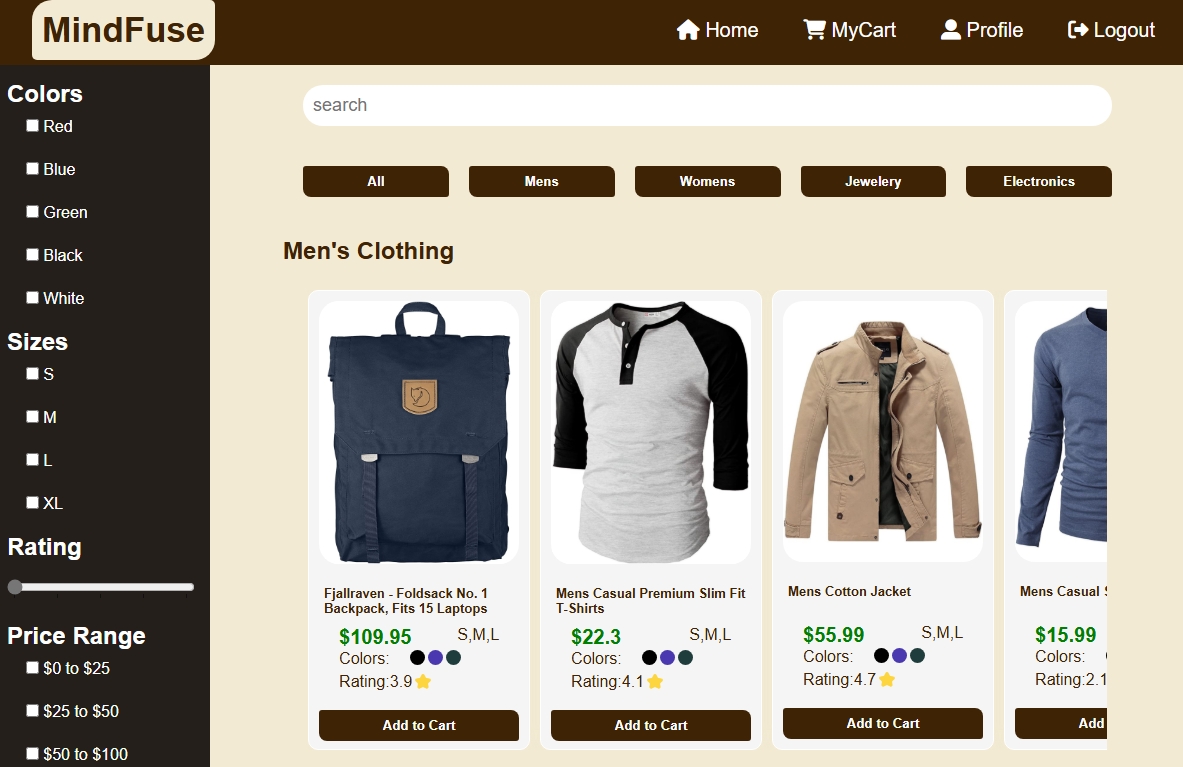 MindFuse
Home
MyCart
Profile
Logout
Colors
Red
Blue
Green
Black
White
Sizes
S
M
L
XL
Rating
Price Range
$0 to $25
$25 to $50
$50 to $100
search
All
Mens
Womens
Jewelery
Electronics
Men's Clothing
Fjallraven - Foldsack No. 1
Backpack, Fits 15 Laptops
$109.95
S,M,L
Colors:
Rating:3.9
Add to Cart
Mens Casual Premium Slim Fit
T-Shirts
$22.3
S,M,L
Colors:
Rating:4.1
Add to Cart
Mens Cotton Jacket
$55.99
S,M,L
Colors:
Rating:4.7
Add to Cart
Mens Casual
$15.99
Colors:
Rating:2.1
Add